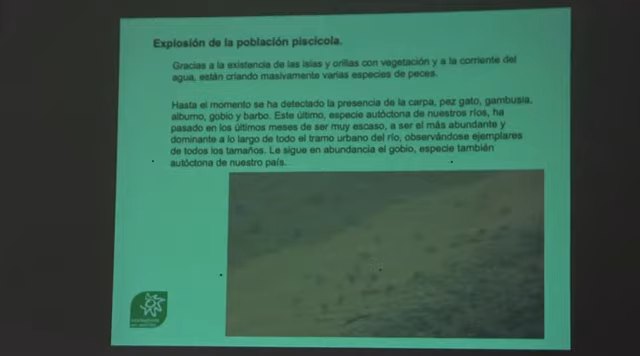 Explosión de la población piscícola.
Gracias a la existencia de las islas y orillas con vegetación y a la corriente del
agua, están criando masivamente varias especies de peces.
Hasta el momento se ha detectado la presencia de la carpa, pez gato, gambusia,
alburno, gobio y barbo. Este último, especie autóctona de nuestros ríos, ha
pasado en los últimos meses de ser muy escaso, a ser el más abundante y
dominante a lo largo de todo el tramo urbano del río, observándose ejemplares
de todos los tamaños. Le sigue en abundancia el gobio, especie también
autóctona de nuestro país...